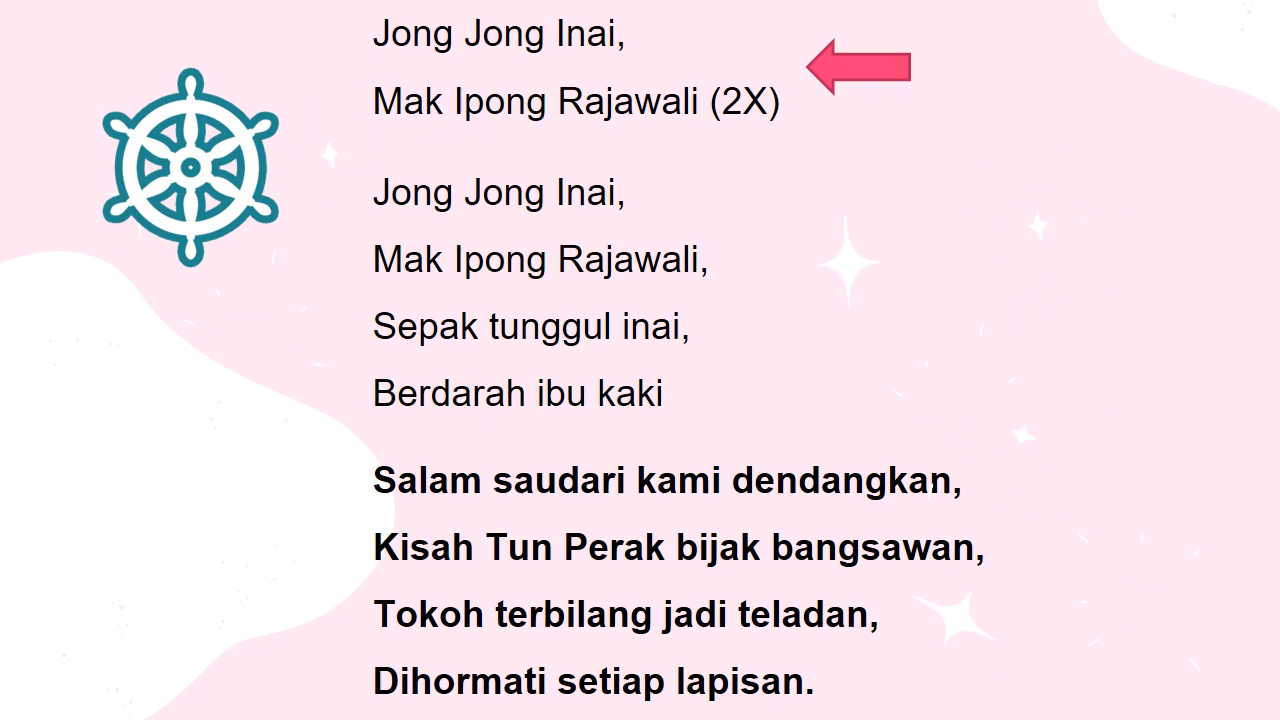 Jong Jong Inai,
Mak Ipong Rajawali (2X)
Jong Jong Inai,
Mak Ipong Rajawali,
Sepak tunggul inai,
Berdarah ibu kaki
Salam saudari kami dendangkan,
Kisah Tun Perak bijak bangsawan,
Tokoh terbilang jadi teladan,
Dihormati setiap lapisan.